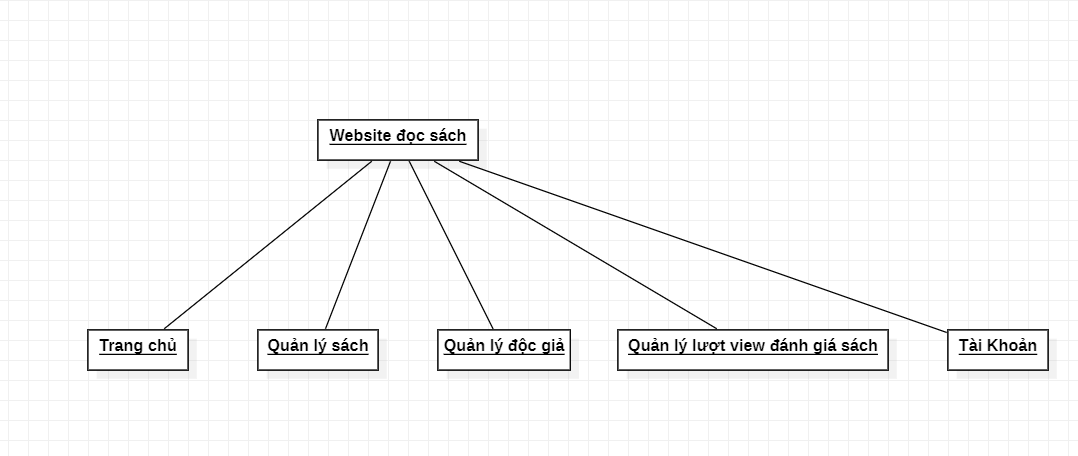 Website đọc sách
Trang chủ
Quản lý sách
Quản lý độc giả
Quản lý lượt view đánh giá sách
Tài Khoản